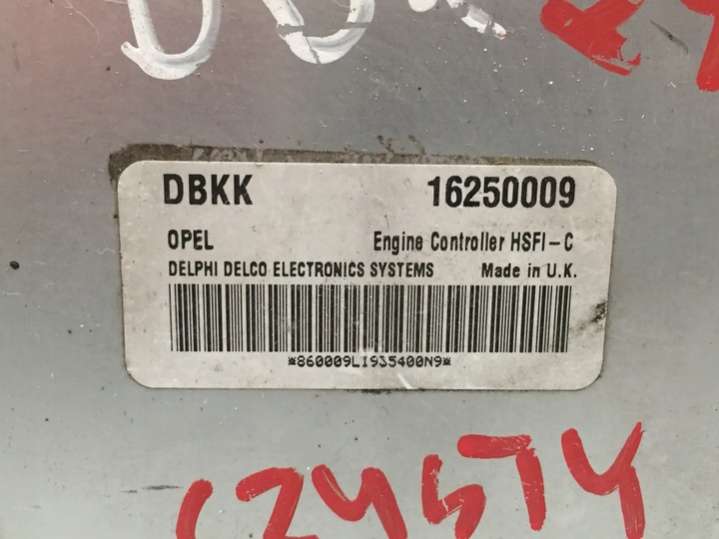 DBKK 16250009
OPEL Engine Controller HSFI-C
DELPHI DELCO ELECTRONICS SYSTEMS Made in U.K.
*860009LI935400N9*
CZYSTY